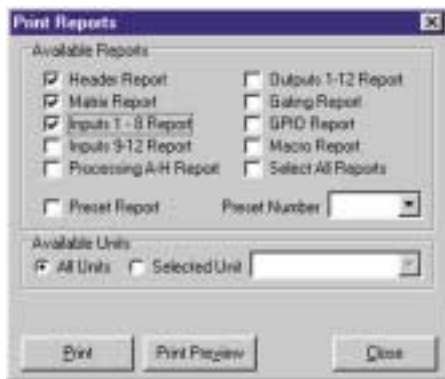 Print Reports
Available Reports
Header Report
Matrix Report
Inputs 1 - 8 Report
Inputs 9-12 Report
Processing A-H Report
Outputs 1-12 Report
Gating Report
GPIO Report
Macro Report
Select All Reports
Preset Report Preset Number
Available Units
All Units Selected Unit
Print Print Preview Close